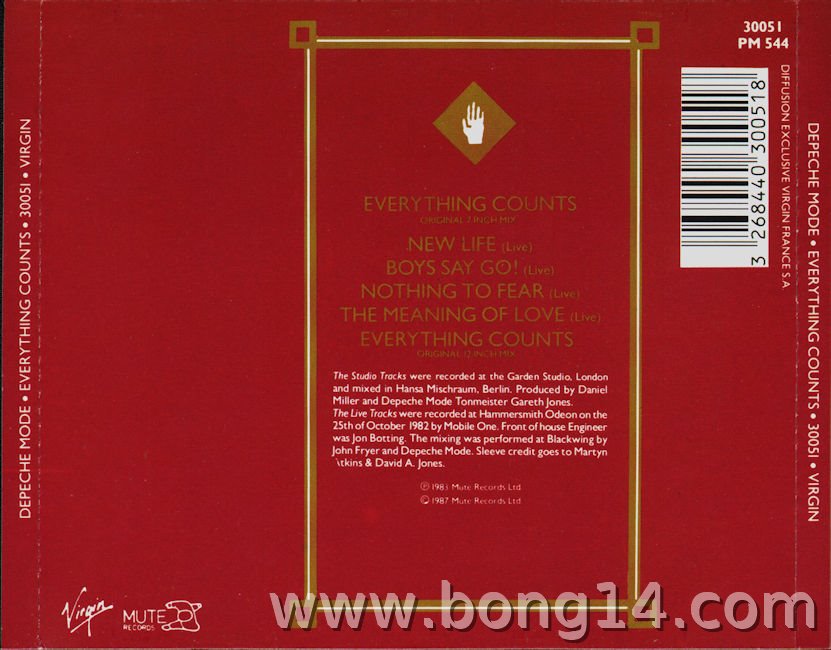 DEPECHE MODE • EVERYTHING COUNTS • 30051 • VIRGIN
30051
PM 544
DIFFUSION EXCLUSIVE VIRGIN FRANCE S A
3 268440 300518
EVERYTHING COUNTS
ORIGINAL 7 INCH MIX
NEW LIFE (Live)
BOYS SAY GO! (Live)
NOTHING TO FEAR (Live)
THE MEANING OF LOVE (Live)
EVERYTHING COUNTS
ORIGINAL 12 INCH MIX
The Studio Tracks were recorded at the Garden Studio, London
and mixed in Hansa Mischraum, Berlin. Produced by Daniel
Miller and Depeche Mode Tonmeister Gareth Jones.
The Live Tracks were recorded at Hammersmith Odeon on the
25th of October 1982 by Mobile One. Front of house Engineer
was Jon Botting. The mixing was performed at Blackwing by
John Fryer and Depeche Mode. Sleeve credit goes to Martyn
\tkins & David A. Jones.
℗ 1983 Mute Records Ltd
© 1987 Mute Records Ltd
Virgin
MUTE
RECORDS
www.bong14.com
DEPECHE MODE • EVERYTHING COUNTS • 30051 • VIRGIN